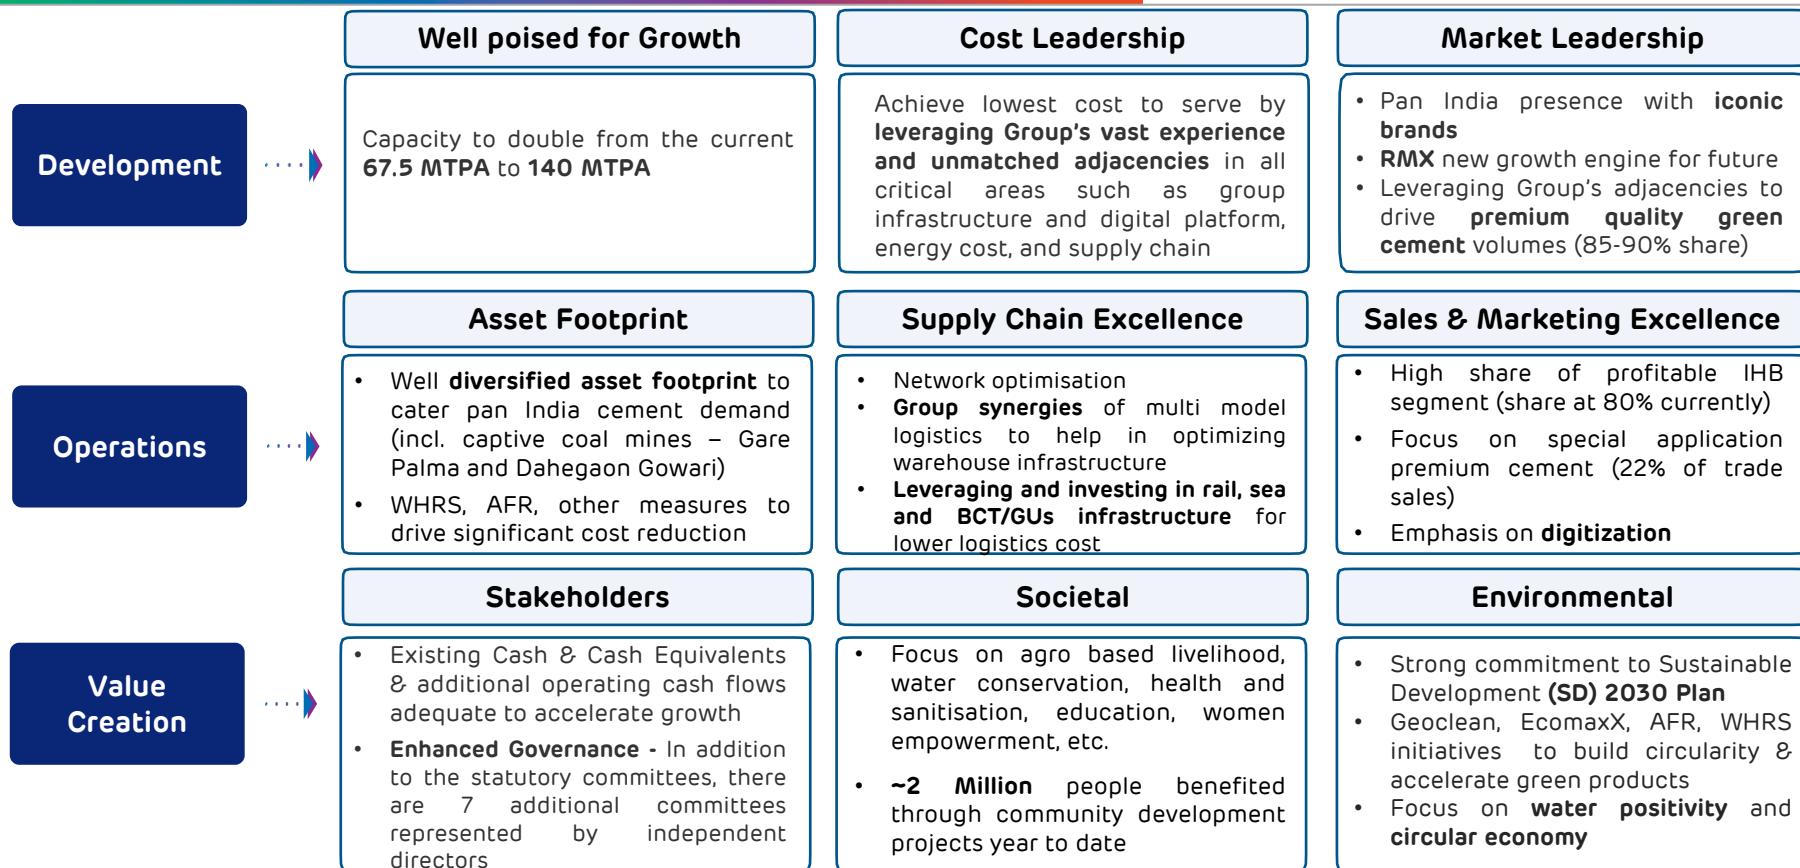 Well poised for Growth
Cost Leadership
Market Leadership
Development
Capacity to double from the current
67.5 MTPA to 140 MTPA
Achieve lowest cost to serve by
leveraging Group's vast experience
and unmatched adjacencies in all
critical areas such as group
infrastructure and digital platform,
energy cost, and supply chain
• Pan India presence with iconic
brands
• RMX new growth engine for future
• Leveraging Group's adjacencies to
drive premium quality green
cement volumes (85-90% share)
Asset Footprint
Supply Chain Excellence
Sales & Marketing Excellence
Operations
• Well diversified asset footprint to
cater pan India cement demand
(incl. captive coal mines – Gare
Palma and Dahegaon Gowari)
• WHRS, AFR, other measures to
drive significant cost reduction
• Network optimisation
• Group synergies of multi model
logistics to help in optimizing
warehouse infrastructure
• Leveraging and investing in rail, sea
and BCT/GUs infrastructure for
lower logistics cost
• High share of profitable IHB
segment (share at 80% currently)
• Focus on special application
premium cement (22% of trade
sales)
• Emphasis on digitization
Stakeholders
Societal
Environmental
Value
Creation
• Existing Cash & Cash Equivalents
& additional operating cash flows
adequate to accelerate growth
• Enhanced Governance - In addition
to the statutory committees, there
are 7 additional committees
represented by independent
directors
• Focus on agro based livelihood,
water conservation, health and
sanitisation, education, women
empowerment, etc.
• ~2 Million people benefited
through community development
projects year to date
• Strong commitment to Sustainable
Development (SD) 2030 Plan
• Geoclean, EcomaxX, AFR, WHRS
initiatives to build circularity &
accelerate green products
• Focus on water positivity and
circular economy